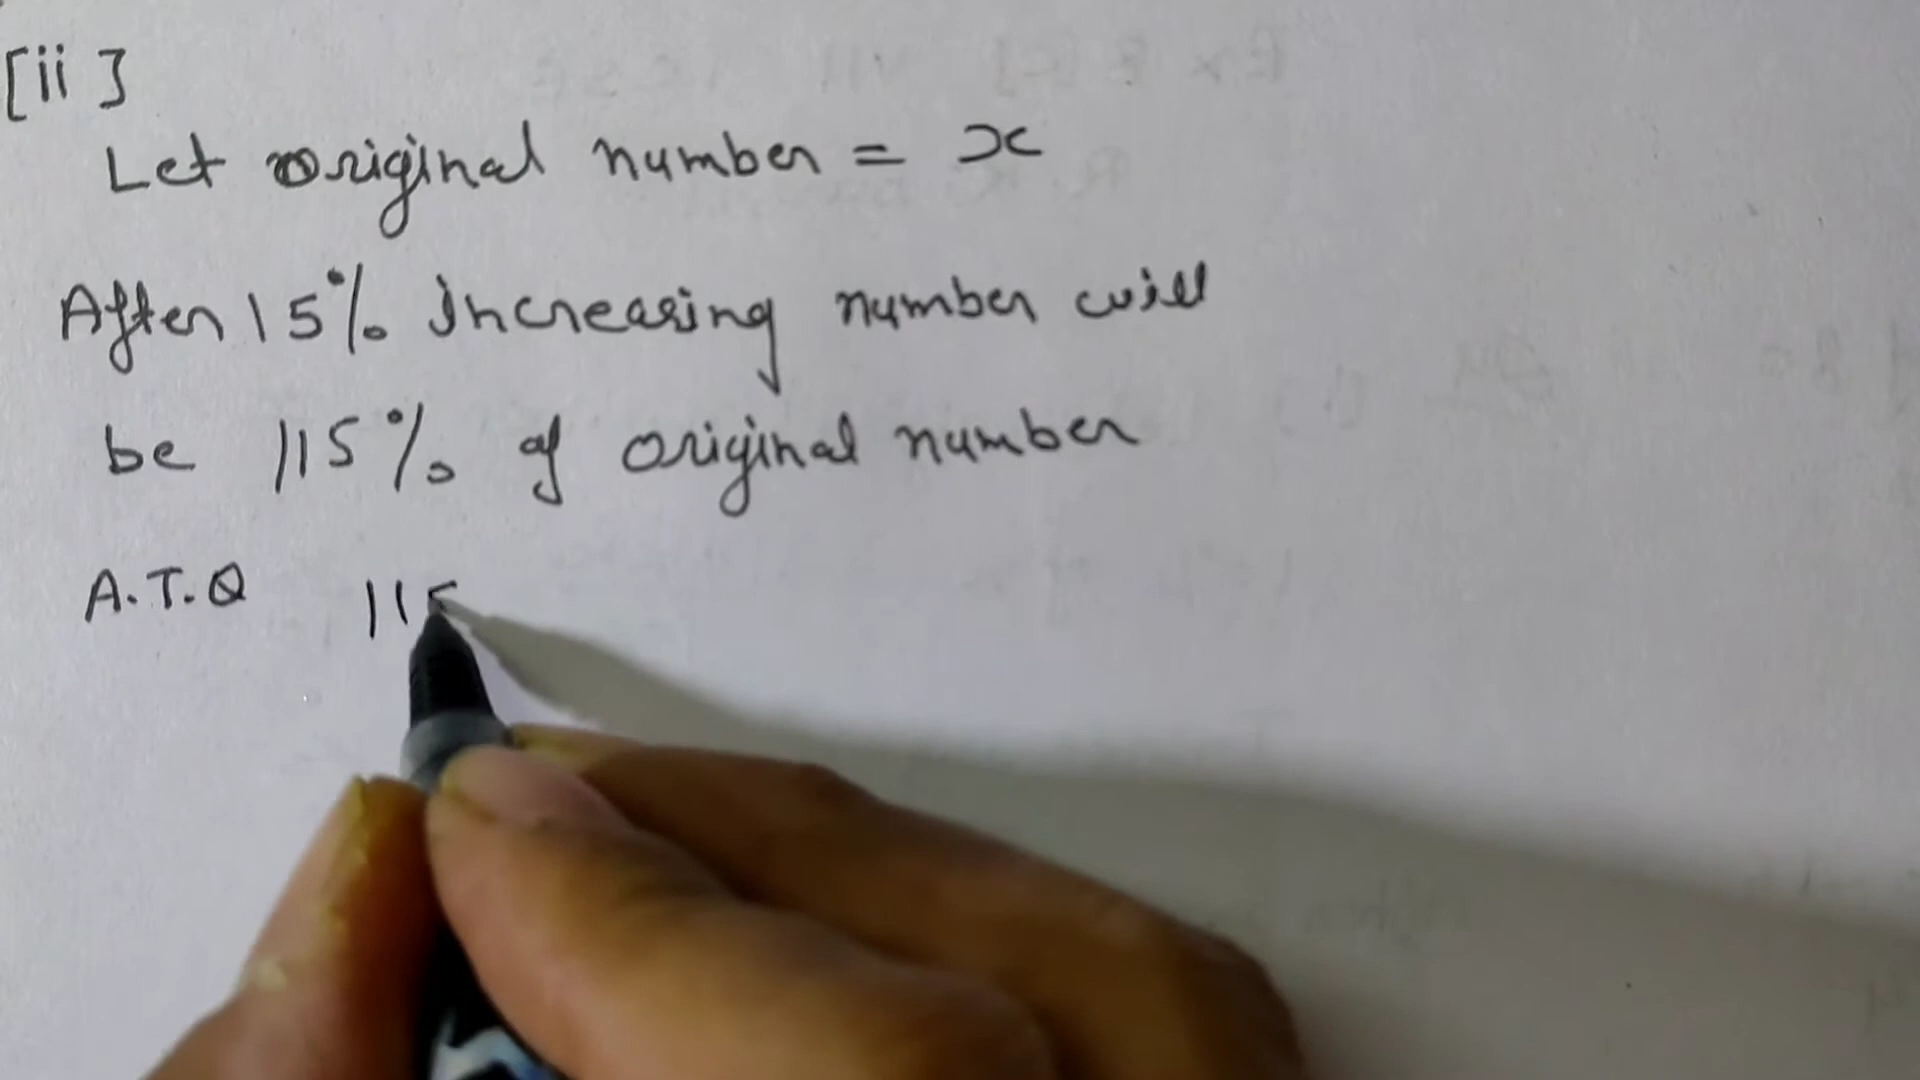 [ii]
Let original number = x
After 15% increasing number will
be 115% of original number
A.T.Q 115